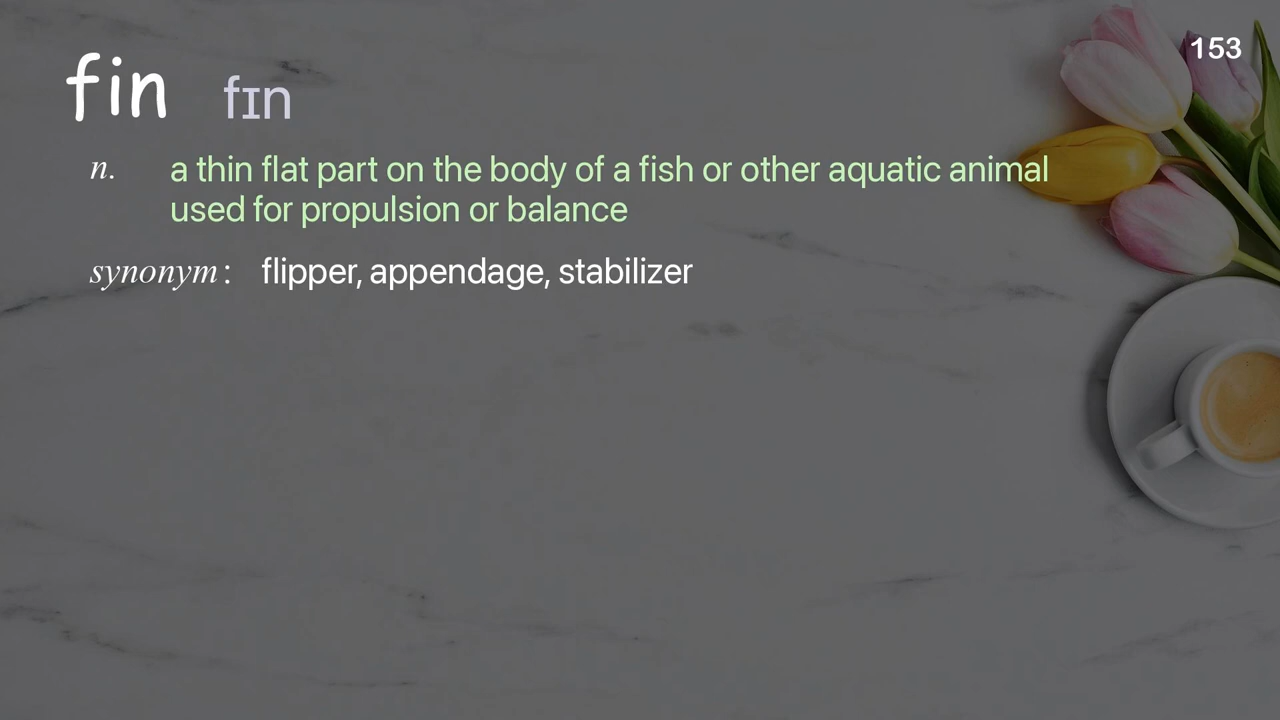 153
fin fɪn
n. a thin flat part on the body of a fish or other aquatic animal
used for propulsion or balance
synonym : flipper, appendage, stabilizer